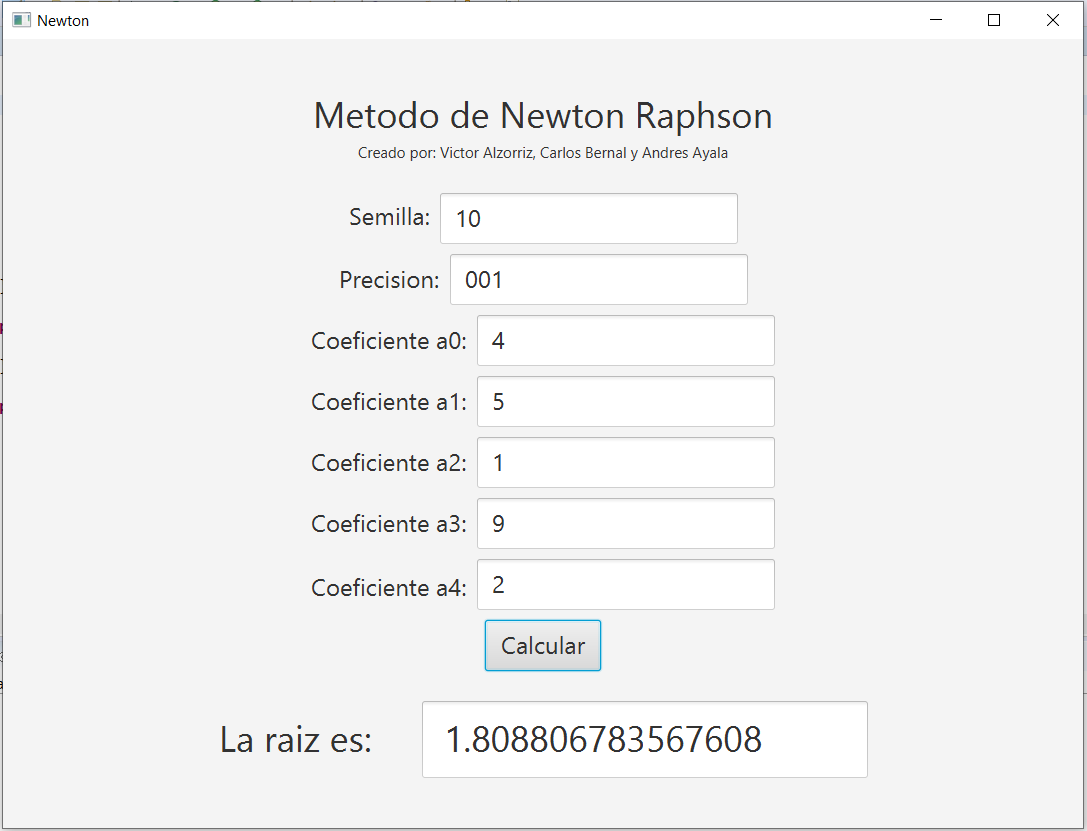 Newton
Metodo de Newton Raphson
Creado por: Victor Alzorriz, Carlos Bernal y Andres Ayala
Semilla: 10
Precision: 001
Coeficiente a0: 4
Coeficiente a1: 5
Coeficiente a2: 1
Coeficiente a3: 9
Coeficiente a4: 2
Calcular
La raiz es: 1.808806783567608